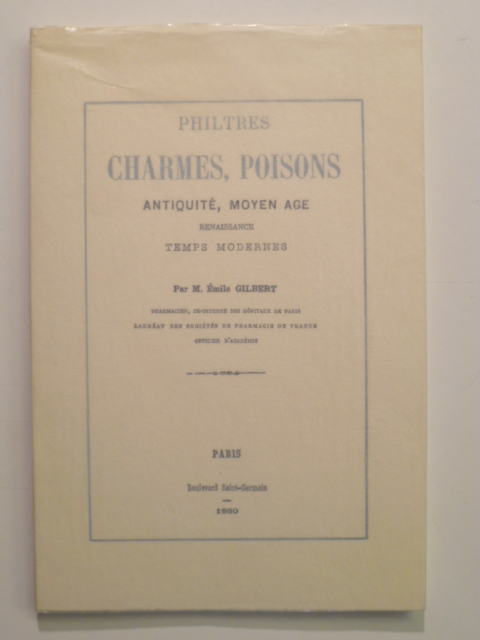 PHILTRES
CHARMES, POISONS
ANTIQUITÉ, MOYEN AGE
RENAISSANCE
TEMPS MODERNES
Par M. Émile GILBERT
PHARMACIEN, EX-INTERNE DES HÔPITAUX DE PARIS
LAURÉAT DES SOCIÉTÉS DE PHARMACIE DE FRANCE
OFFICIER D'ACADÉMIE
PARIS
Boulevard Saint-Germain